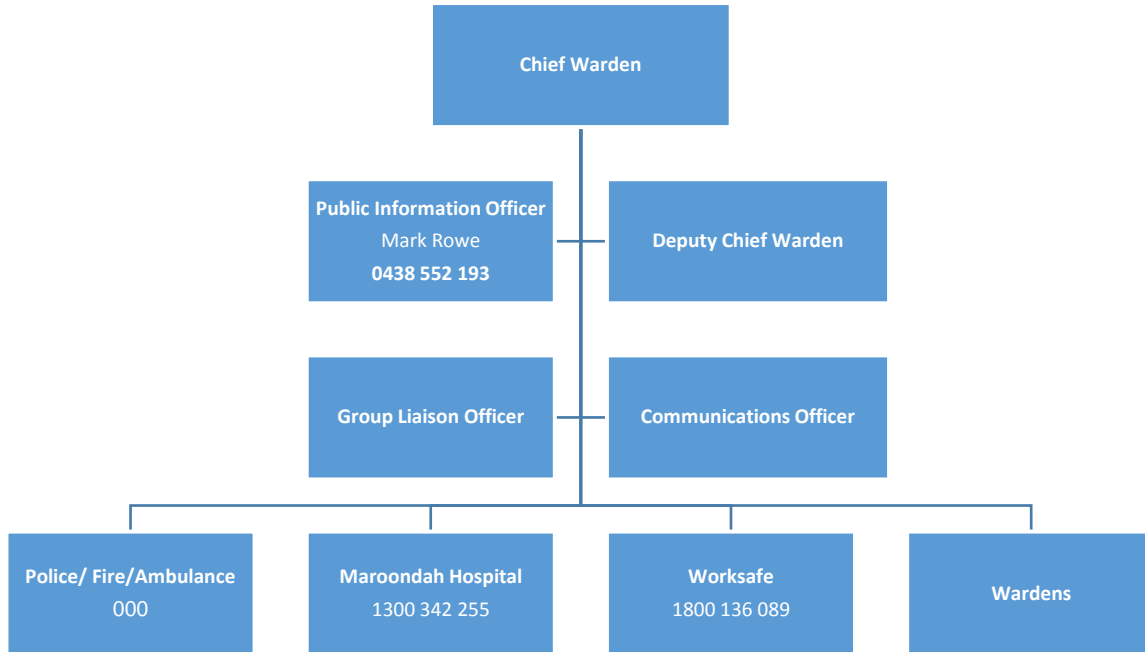 Chief Warden
Public Information Officer
Mark Rowe
0438 552 193
Deputy Chief Warden
Group Liaison Officer
Communications Officer
Police/ Fire/Ambulance
000
Maroondah Hospital
1300 342 255
Worksafe
1800 136 089
Wardens